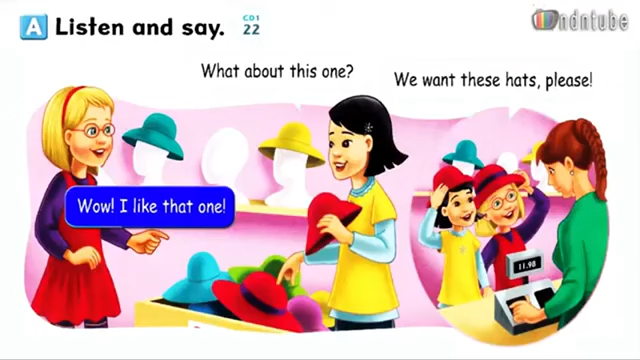 A Listen and say. CD1 22
ndntube
What about this one?
We want these hats, please!
Wow! I like that one!
11.98